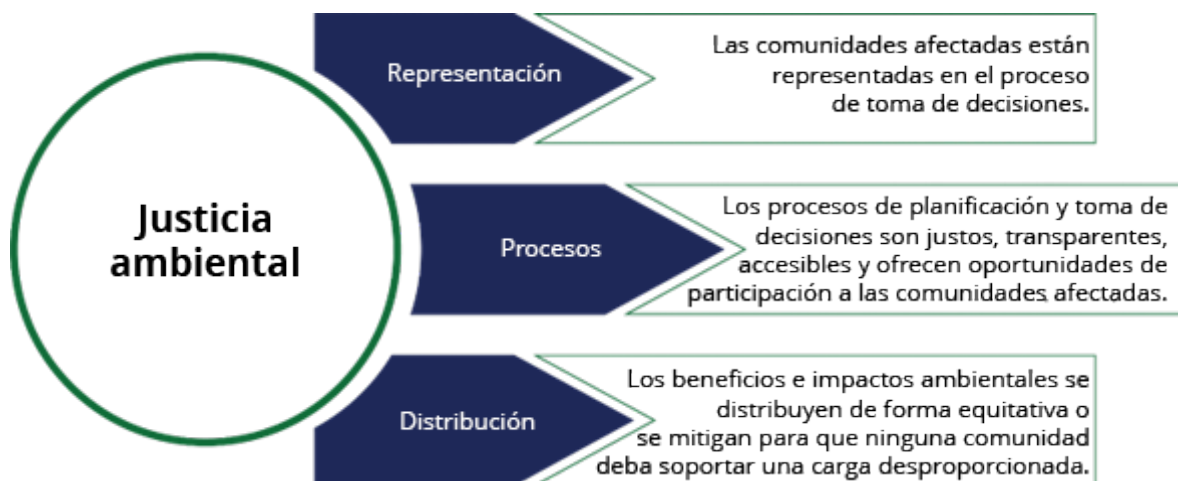 Justicia
ambiental
Representación
Las comunidades afectadas están
representadas en el proceso
de toma de decisiones.
Procesos
Los procesos de planificación y toma de
decisiones son justos, transparentes,
accesibles y ofrecen oportunidades de
participación a las comunidades afectadas.
Distribución
Los beneficios e impactos ambientales se
distribuyen de forma equitativa o
se mitigan para que ninguna comunidad
deba soportar una carga desproporcionada.